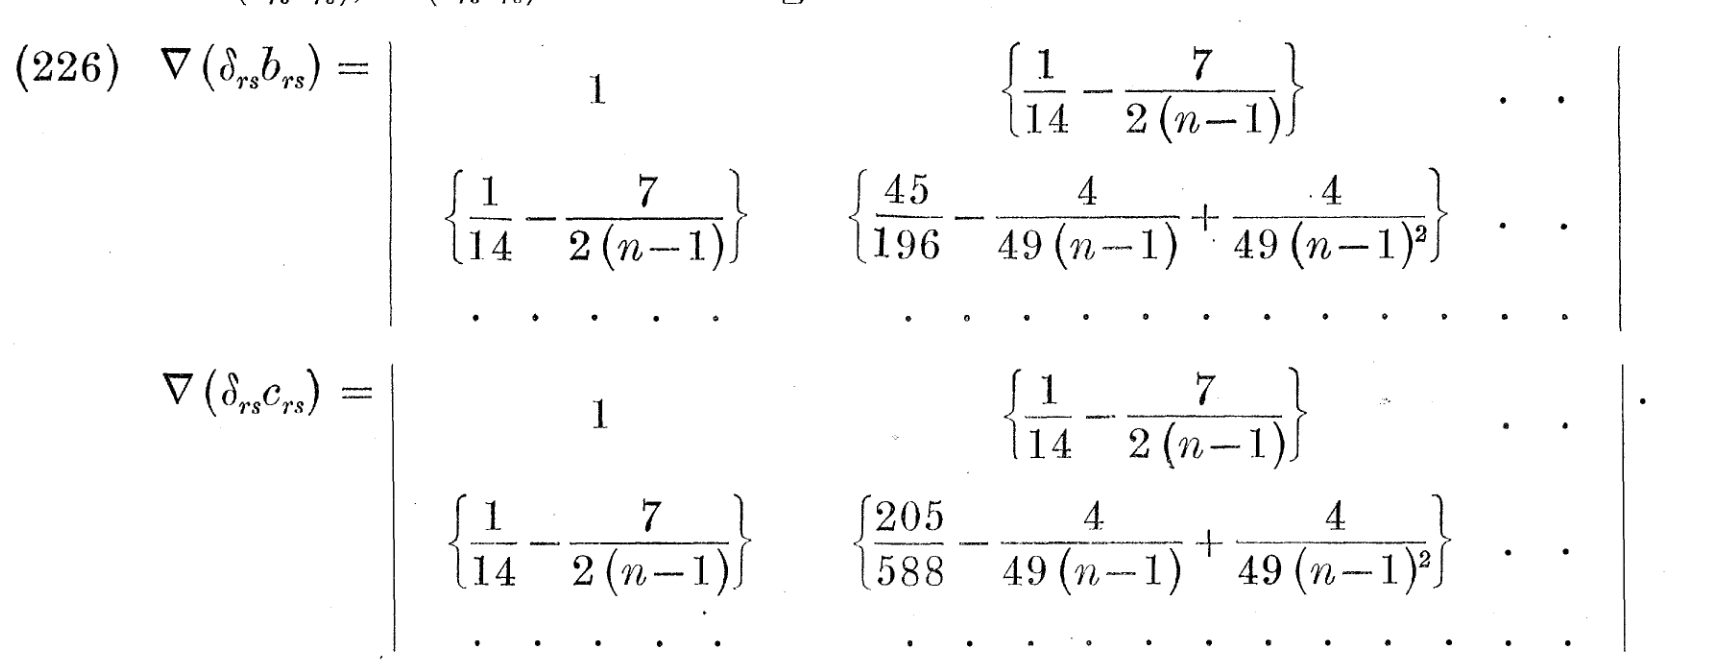 (226) ∇(δ_{rs}b_{rs}) = | 1 {1/14 − 7/2(n−1)} . . |
| {1/14 − 7/2(n−1)} {45/196 − 4/49(n−1) + 4/49(n−1)²} . . |
| . . . . . . . . . . . . . . . . . |
∇(δ_{rs}c_{rs}) = | 1 {1/14 − 7/2(n−1)} . . | .
| {1/14 − 7/2(n−1)} {205/588 − 4/49(n−1) + 4/49(n−1)²} . . |
| . . . . . . . . . . . . . . . . . |